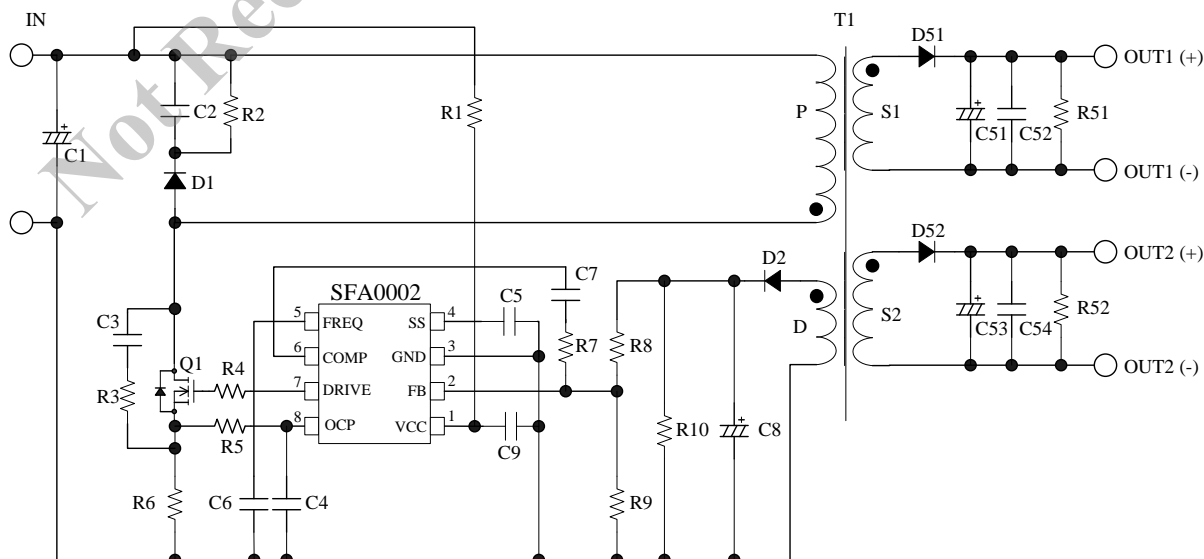 IN
T1
D51
OUT1 (+)
C2
R2
R1
P
S1
C51
C52
R51
C1
D1
OUT1 (-)
Not Rec
D52
OUT2 (+)
D2
C7
SFA0002
C5
C3
5
FREQ
SS
4
D
S2
C53
C54
R52
6
COMP
GND
3
R7
R8
Q1
R4
7
DRIVE
FB
2
OUT2 (-)
R3
R5
8
OCP
VCC
1
C9
R10
C8
R6
C6
C4
R9